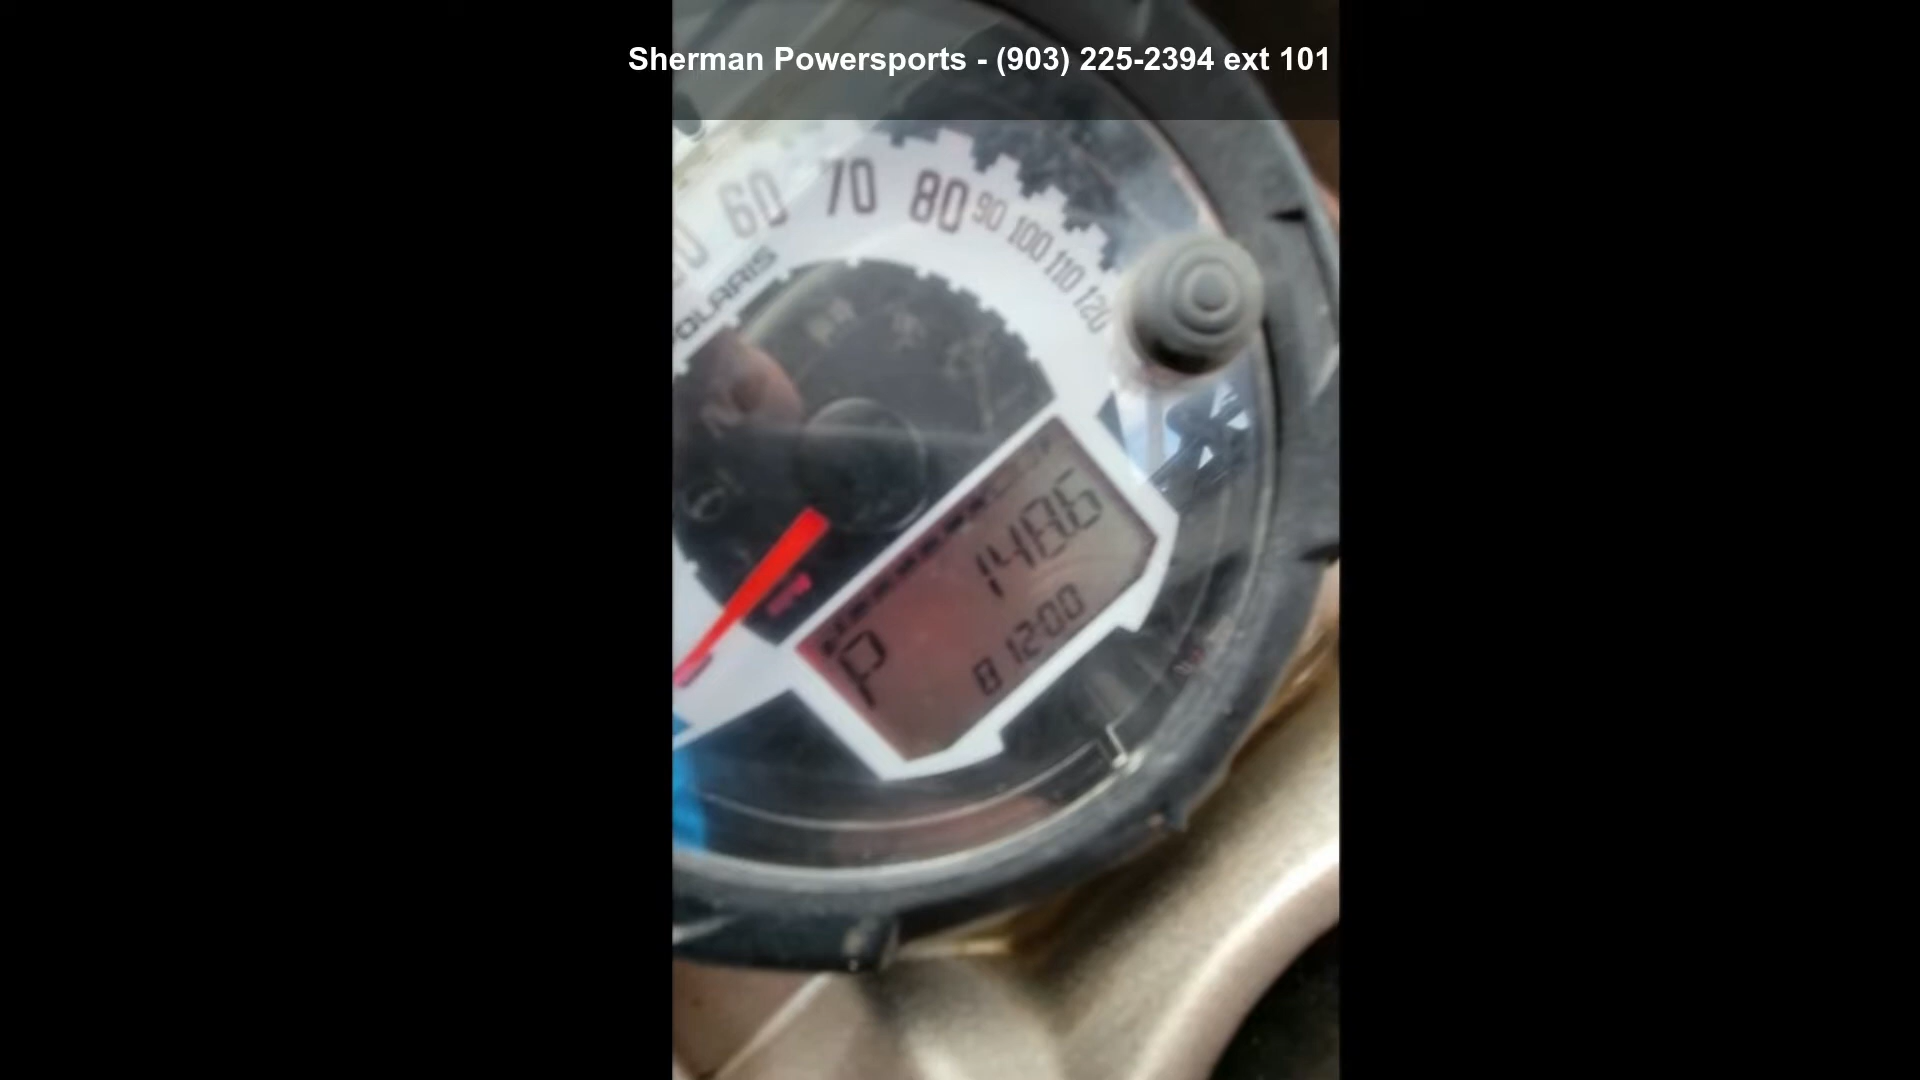 Sherman Powersports - (903) 225-2394 ext 101
60 70 80 90 100 110 120
POLARIS
1486
P
8 12:00